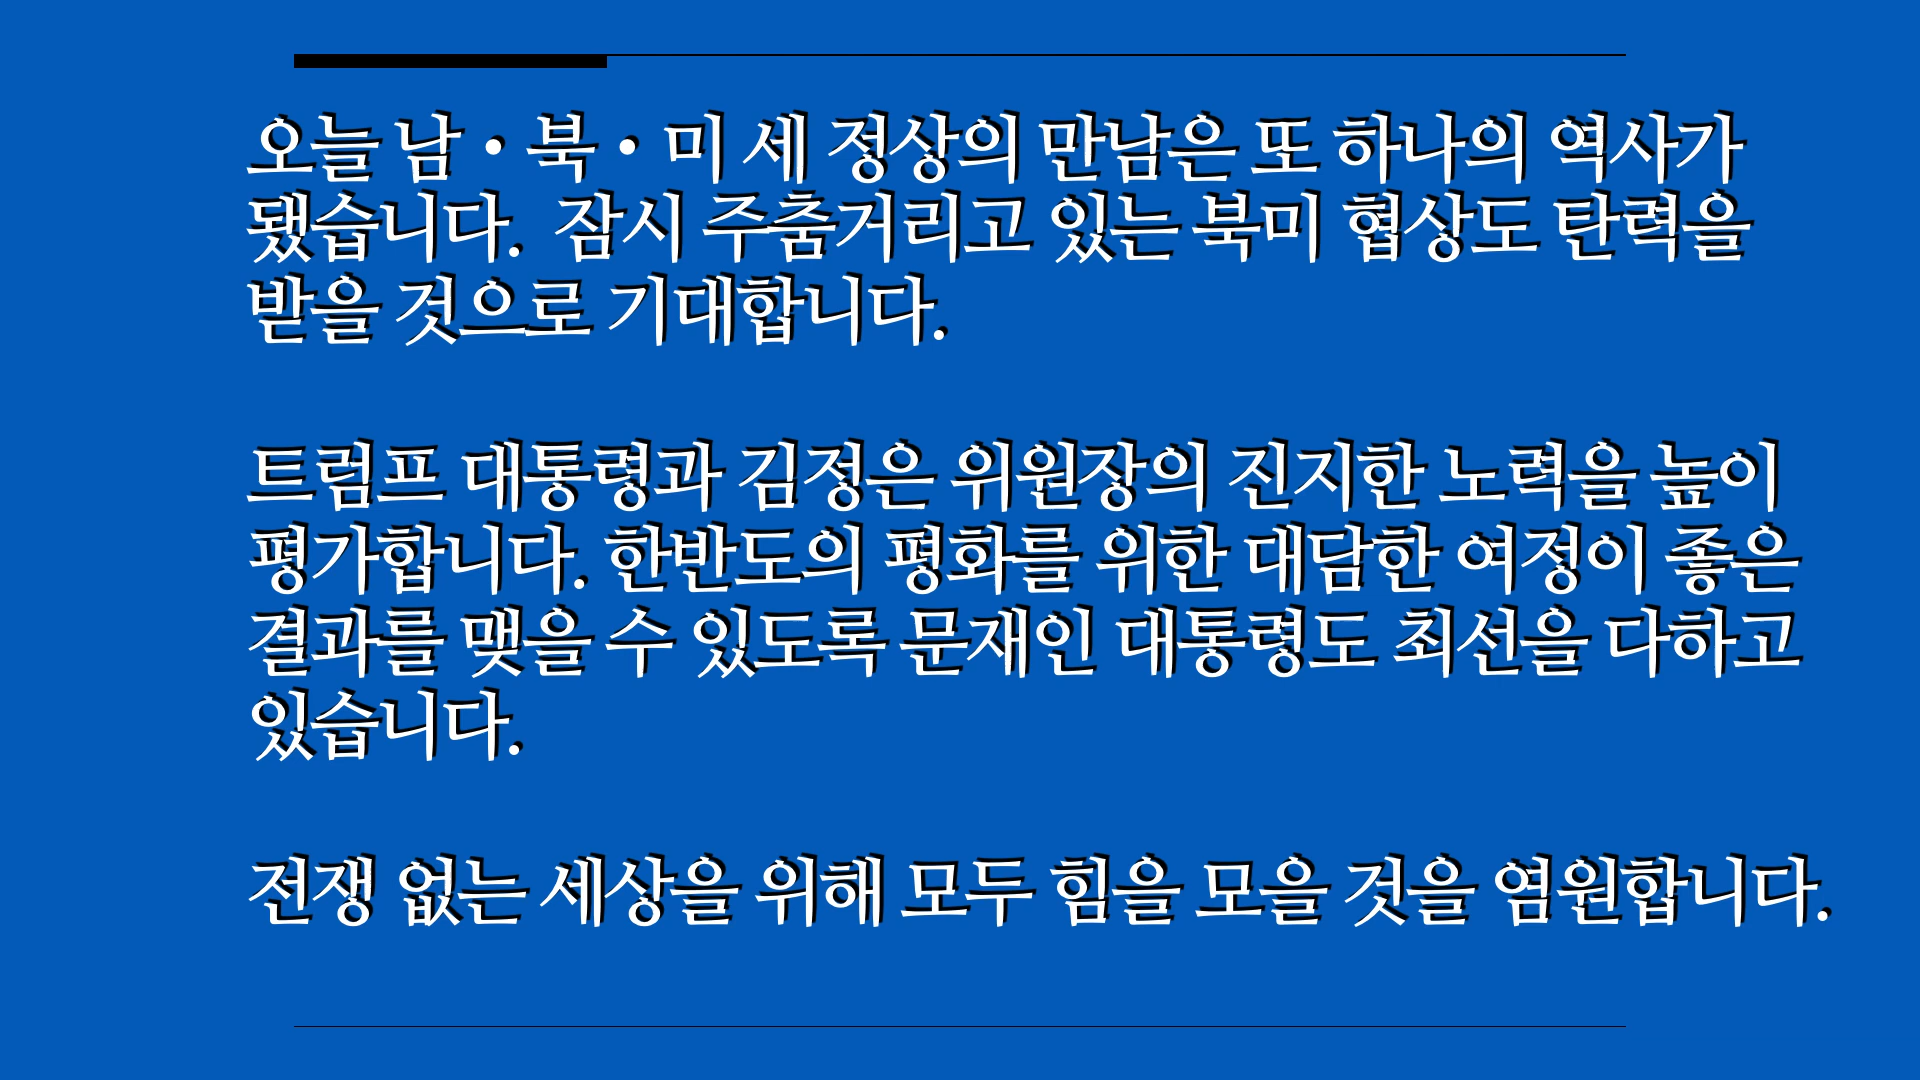 오늘 남•북•미 세 정상의 만남은 또 하나의 역사가
됐습니다. 잠시 주춤거리고 있는 북미 협상도 탄력을
받을 것으로 기대합니다.
트럼프 대통령과 김정은 위원장의 진지한 노력을 높이
평가합니다. 한반도의 평화를 위한 대담한 여정이 좋은
결과를 맺을 수 있도록 문재인 대통령도 최선을 다하고
있습니다.
전쟁 없는 세상을 위해 모두 힘을 모을 것을 염원합니다.